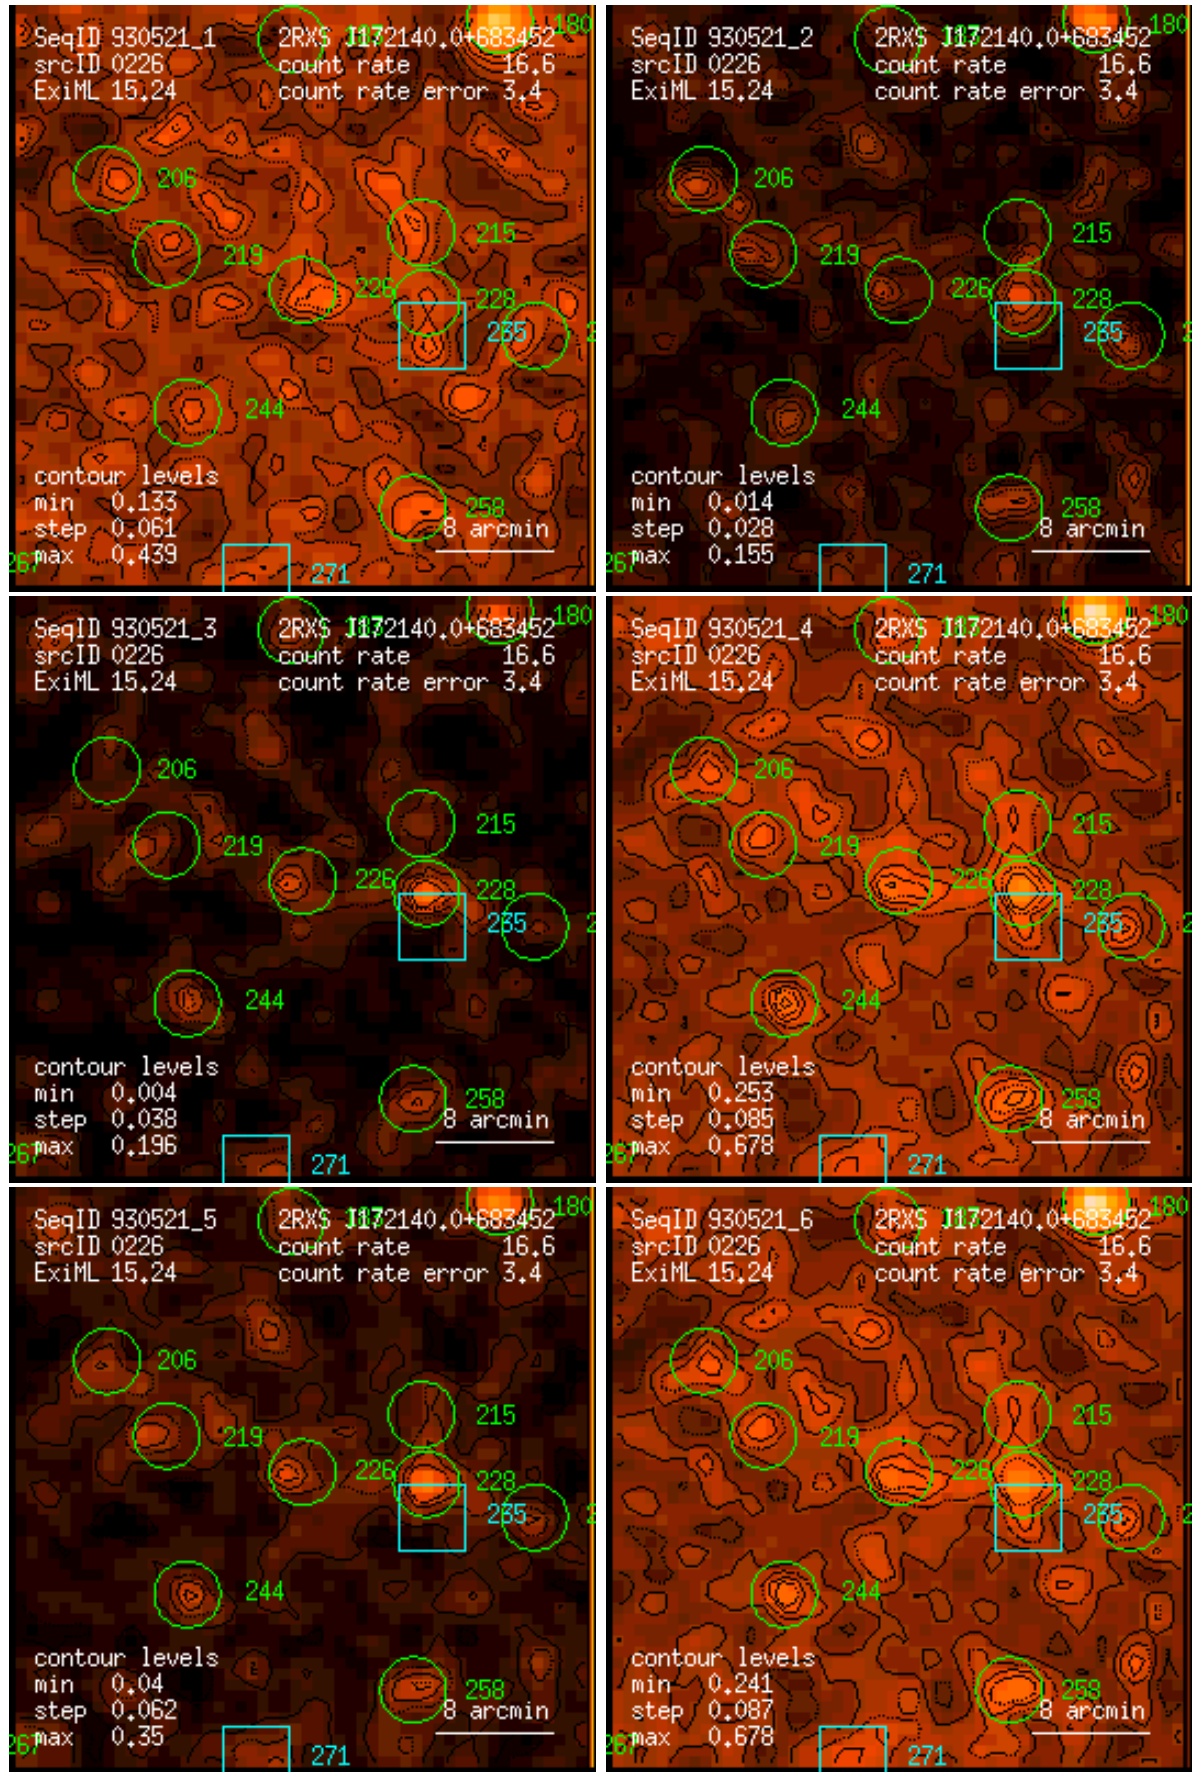 SeqID 930521_1 2RXS J172140.0+683452 180
srcID 0226 count rate 16.6
ExiML 15.24 count rate error 3.4
206
219
215
226
228
235
244
contour levels
min 0.133
step 0.061
max 0.439
258
8 arcmin
267
271
SeqID 930521_2 2RXS J172140.0+683452 180
srcID 0226 count rate 16.6
ExiML 15.24 count rate error 3.4
206
219
215
226
228
235
244
contour levels
min 0.014
step 0.028
max 0.155
258
8 arcmin
267
271
SeqID 930521_3 2RXS J172140.0+683452 180
srcID 0226 count rate 16.6
ExiML 15.24 count rate error 3.4
206
219
215
226
228
235
244
contour levels
min 0.004
step 0.038
max 0.196
258
8 arcmin
267
271
SeqID 930521_4 2RXS J172140.0+683452 180
srcID 0226 count rate 16.6
ExiML 15.24 count rate error 3.4
206
219
215
226
228
235
244
contour levels
min 0.253
step 0.085
max 0.678
258
8 arcmin
267
271
SeqID 930521_5 2RXS J172140.0+683452 180
srcID 0226 count rate 16.6
ExiML 15.24 count rate error 3.4
206
219
215
226
228
235
244
contour levels
min 0.04
step 0.062
max 0.35
258
8 arcmin
267
271
SeqID 930521_6 2RXS J172140.0+683452 180
srcID 0226 count rate 16.6
ExiML 15.24 count rate error 3.4
206
219
215
226
228
235
244
contour levels
min 0.241
step 0.087
max 0.678
258
8 arcmin
267
271